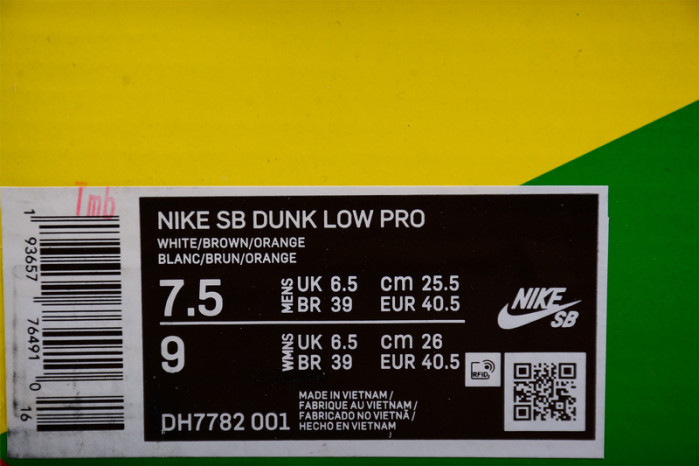 Tmb
1 93657 76491 0 16
NIKE SB DUNK LOW PRO
WHITE/BROWN/ORANGE
BLANC/BRUN/ORANGE
7.5 MENS UK 6.5 cm 25.5
BR 39 EUR 40.5
9 WMNS UK 6.5 cm 26
BR 39 EUR 40.5
NIKE
SB
RFID
DH7782 001
MADE IN VIETNAM /
FABRIQUE AU VIETNAM /
FABRICADO NO VIETNÃ /
HECHO EN VIETNAM